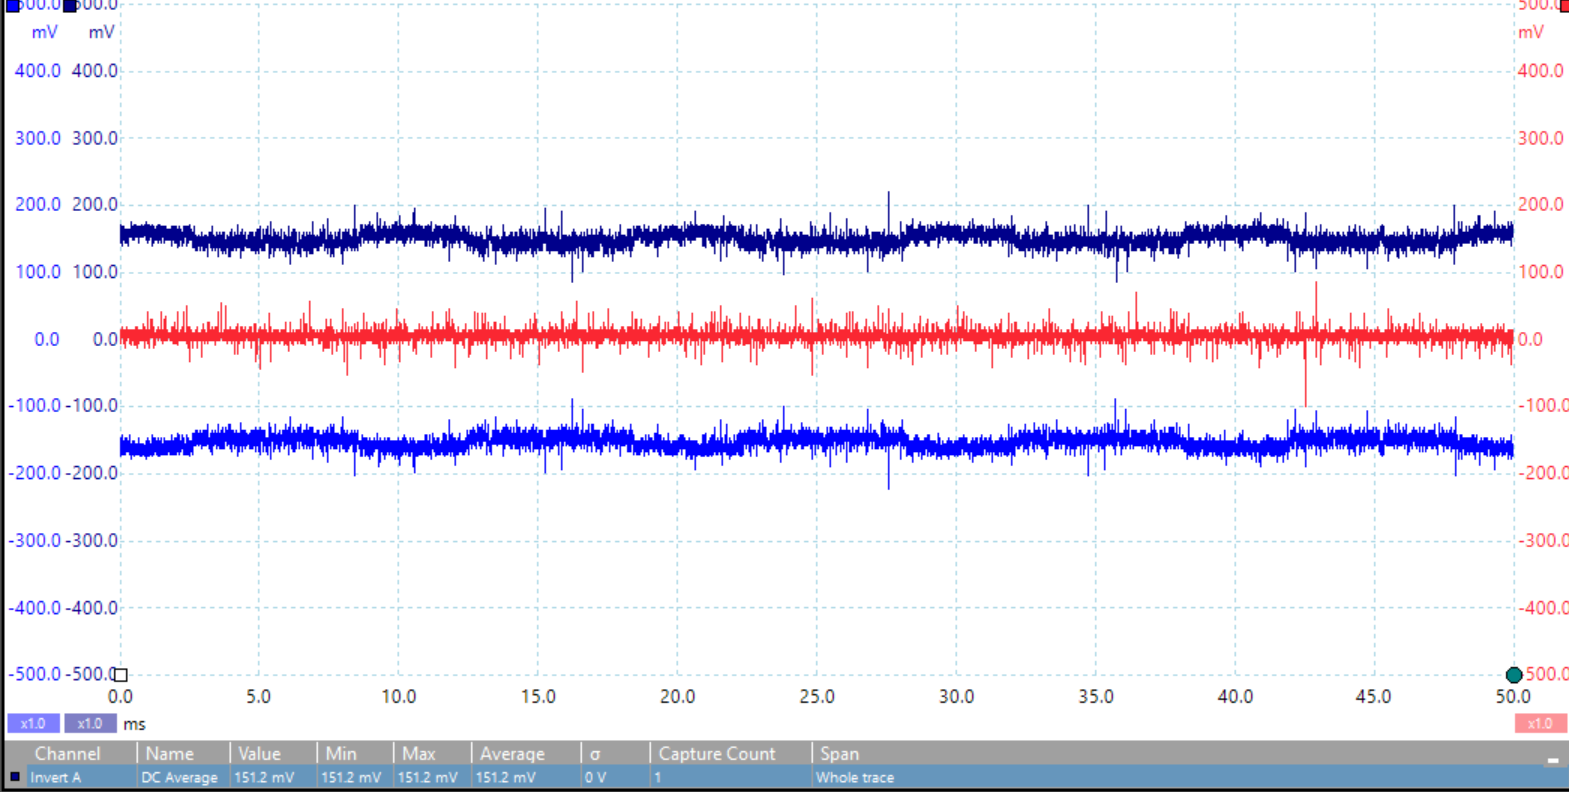 500.0 500.0 500.0
mV mV mV
400.0 400.0 400.0
300.0 300.0 300.0
200.0 200.0 200.0
100.0 100.0 100.0
0.0 0.0 0.0
-100.0 -100.0 -100.0
-200.0 -200.0 -200.0
-300.0 -300.0 -300.0
-400.0 -400.0 -400.0
-500.0 -500.0 500.0
0.0 5.0 10.0 15.0 20.0 25.0 30.0 35.0 40.0 45.0 50.0
x1.0 x1.0 ms x1.0
Channel Name Value Min Max Average σ Capture Count Span
Invert A DC Average 151.2 mV 151.2 mV 151.2 mV 151.2 mV 0 V 1 Whole trace